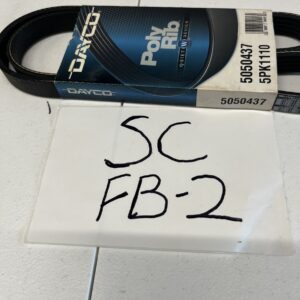 DAYCO
Poly
Rib
5050437
5PK1110
DAYCO
5050437
SC
FB-2